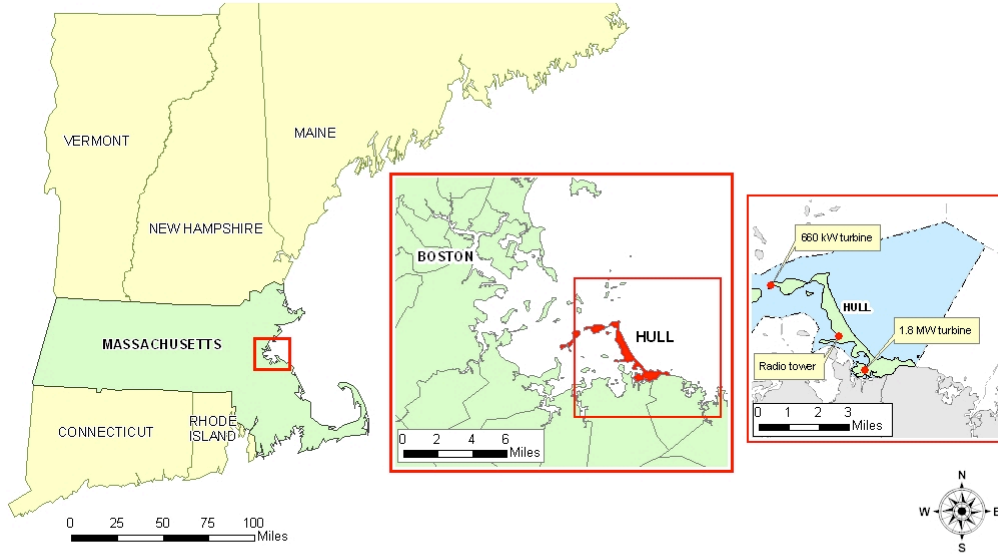 VERMONT
MAINE
NEW HAMPSHIRE
MASSACHUSETTS
CONNECTICUT
RHODE
ISLAND
0 25 50 75 100
Miles
BOSTON
HULL
0 2 4 6
Miles
660 kW turbine
HULL
1.8 MW turbine
Radio tower
0 1 2 3
Miles
N
W E
S